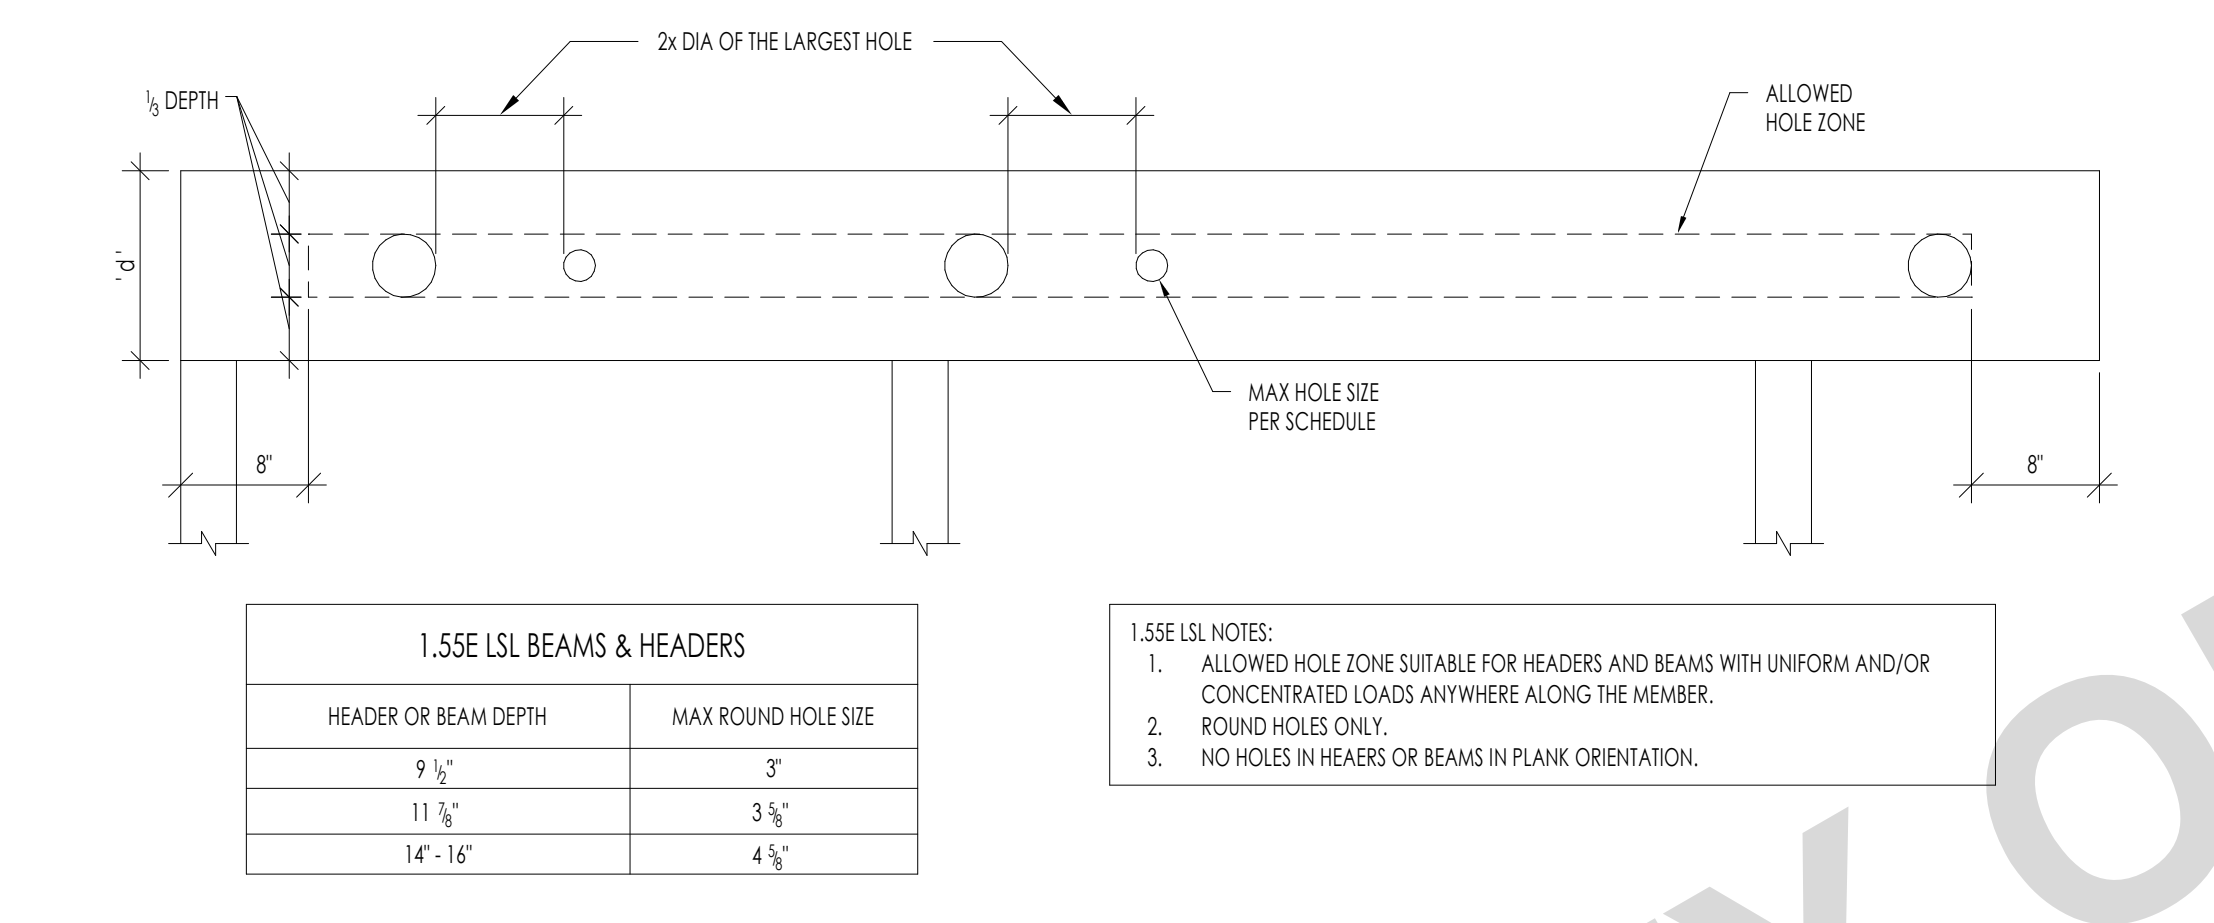 2x DIA OF THE LARGEST HOLE
⅓ DEPTH
ALLOWED
HOLE ZONE
'd'
MAX HOLE SIZE
PER SCHEDULE
8"
8"
1.55E LSL BEAMS & HEADERS
HEADER OR BEAM DEPTH MAX ROUND HOLE SIZE
9 ½" 3"
11 ⅞" 3 ⅝"
14" - 16" 4 ⅝"
1.55E LSL NOTES:
1. ALLOWED HOLE ZONE SUITABLE FOR HEADERS AND BEAMS WITH UNIFORM AND/OR
CONCENTRATED LOADS ANYWHERE ALONG THE MEMBER.
2. ROUND HOLES ONLY.
3. NO HOLES IN HEAERS OR BEAMS IN PLANK ORIENTATION.